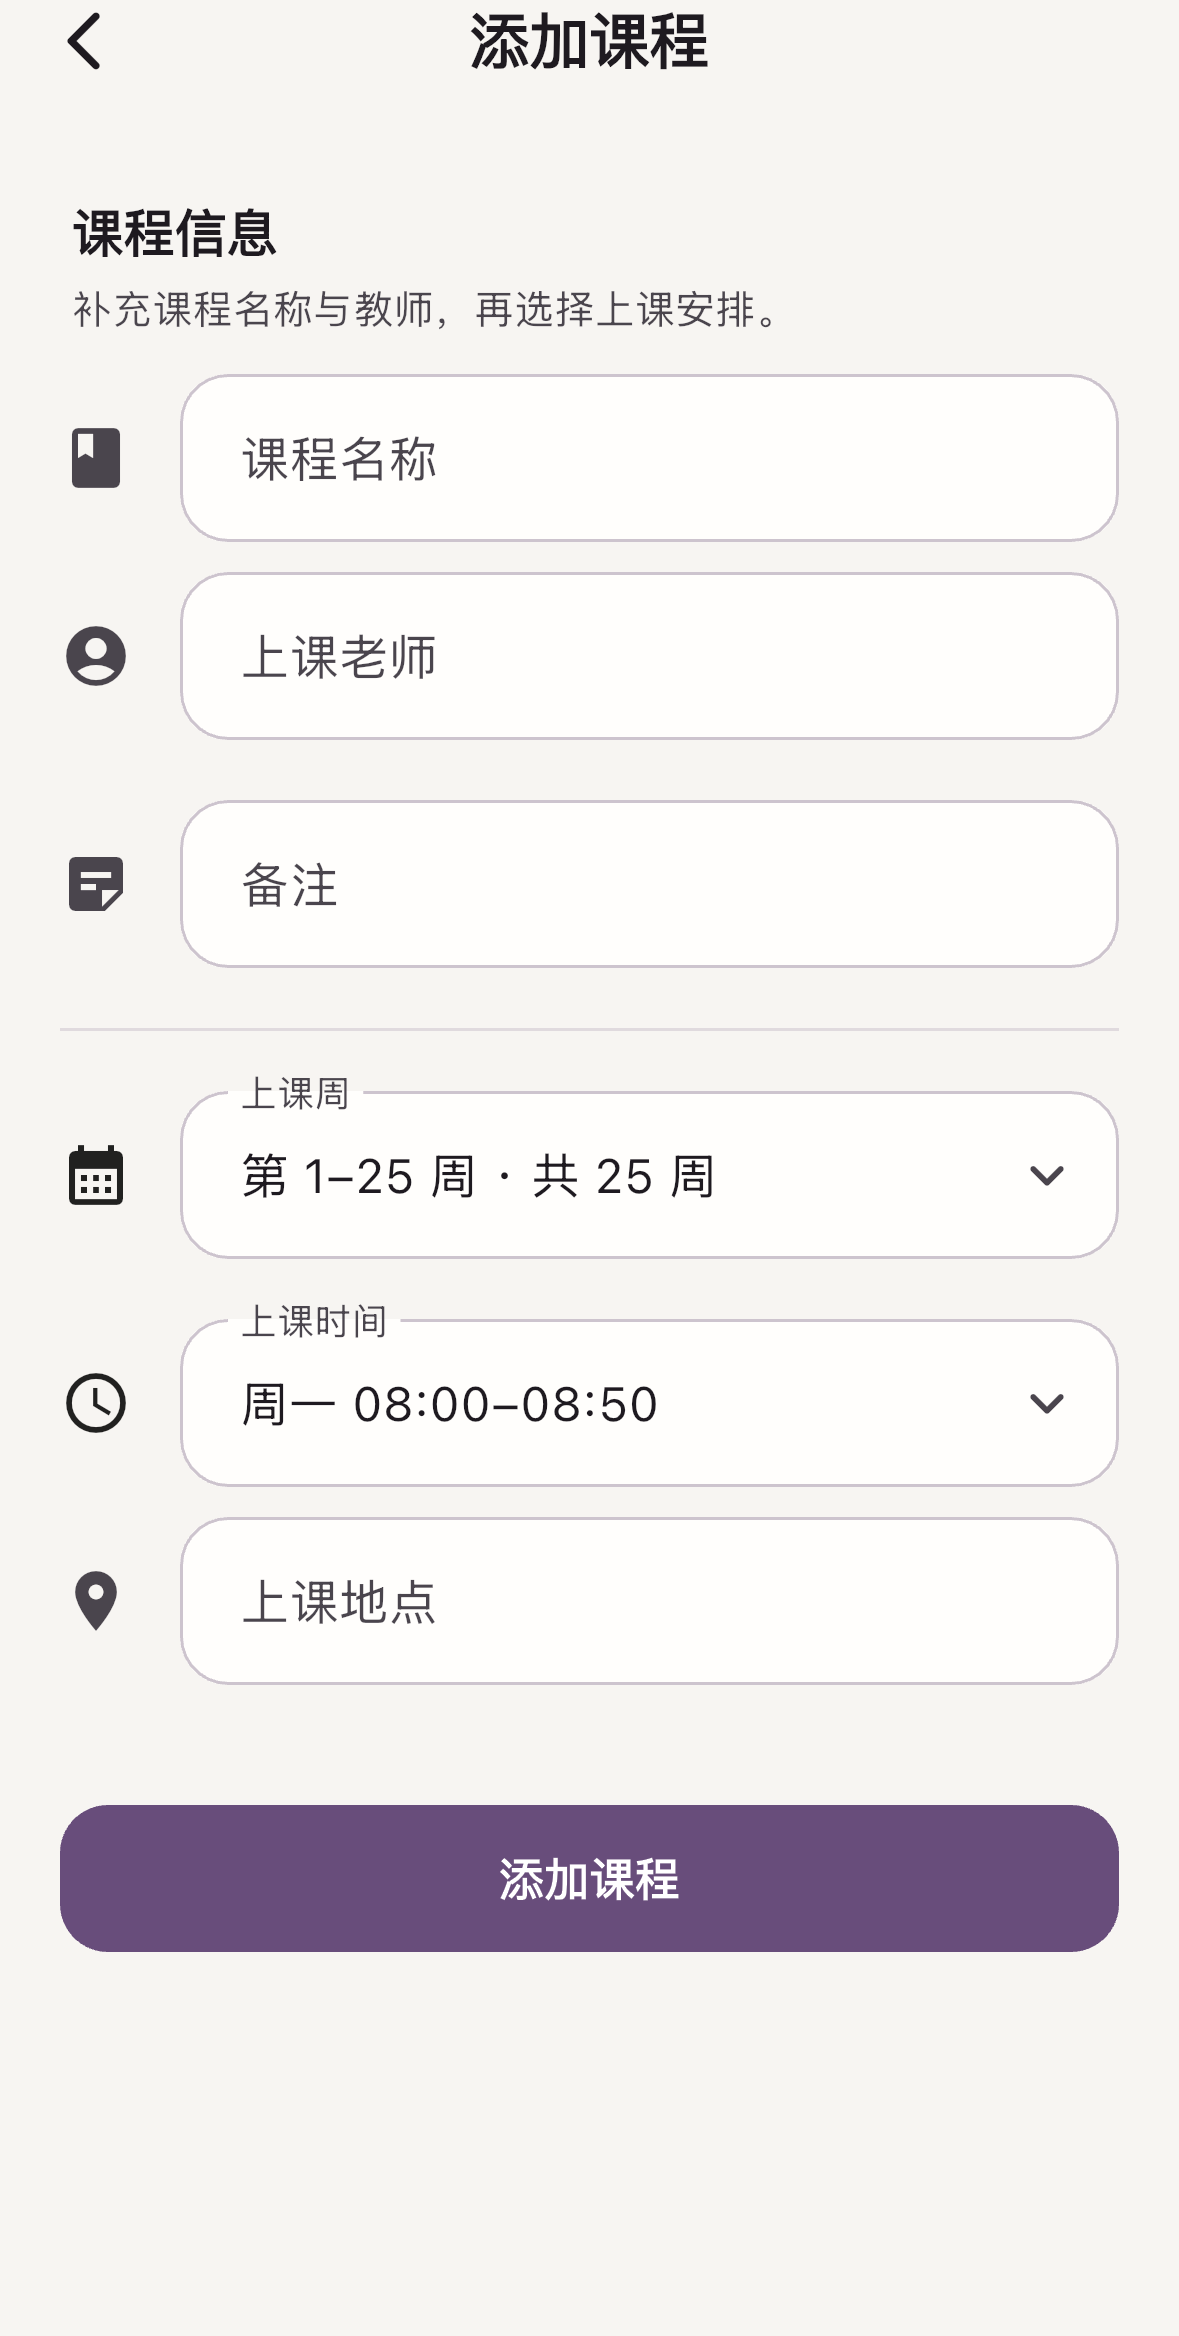 添加课程
课程信息
补充课程名称与教师，再选择上课安排。
课程名称
上课老师
备注
上课周
第 1–25 周 · 共 25 周
上课时间
周一 08:00–08:50
上课地点
添加课程